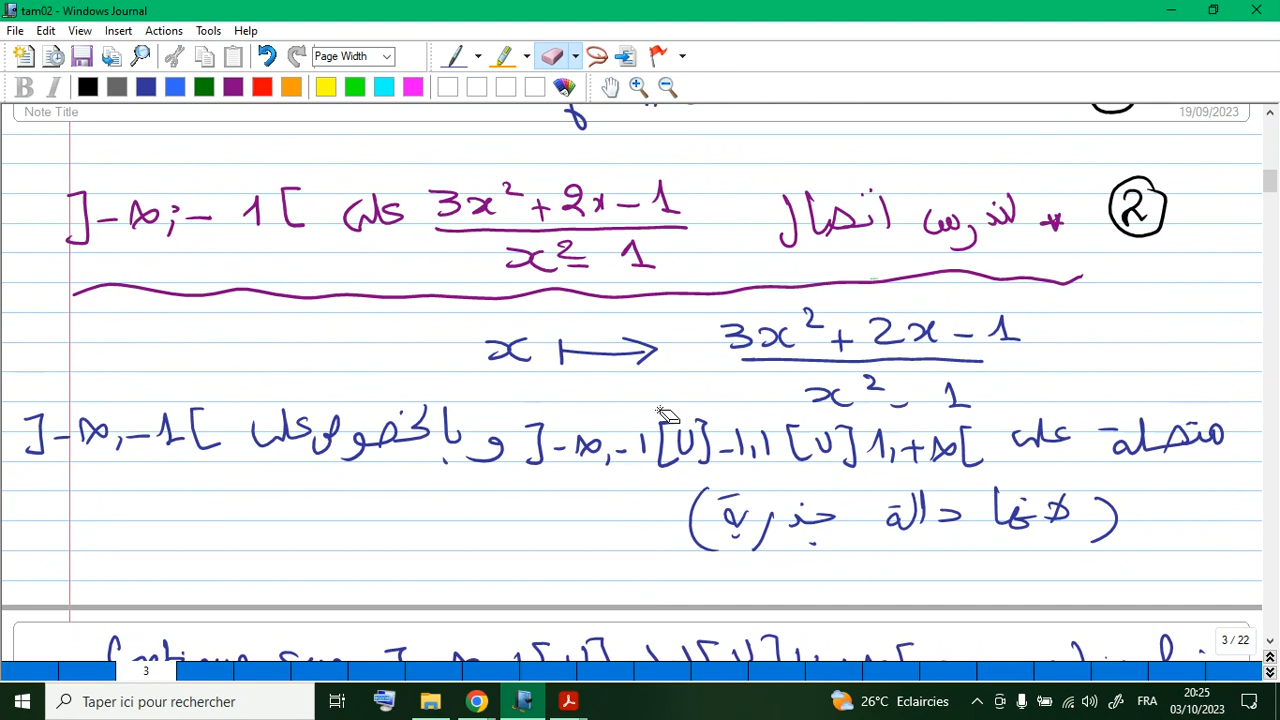 tam02 - Windows Journal
File Edit View Insert Actions Tools Help
Page Width
Note Title 19/09/2023
② * لندرس اتصال (3x² + 2x - 1)/(x² - 1) على ]-∞; -1[
x ⟼ (3x² + 2x - 1)/(x² - 1)
متصلة على ]-∞, -1[ U ]-1, 1[ U ]1, +∞[ و بالخصوص على ]-∞, -1[
(لأنها دالة جذرية)
3 / 22
Continue sur
3
Taper ici pour rechercher
26°C Eclaircies
FRA
20:25
03/10/2023